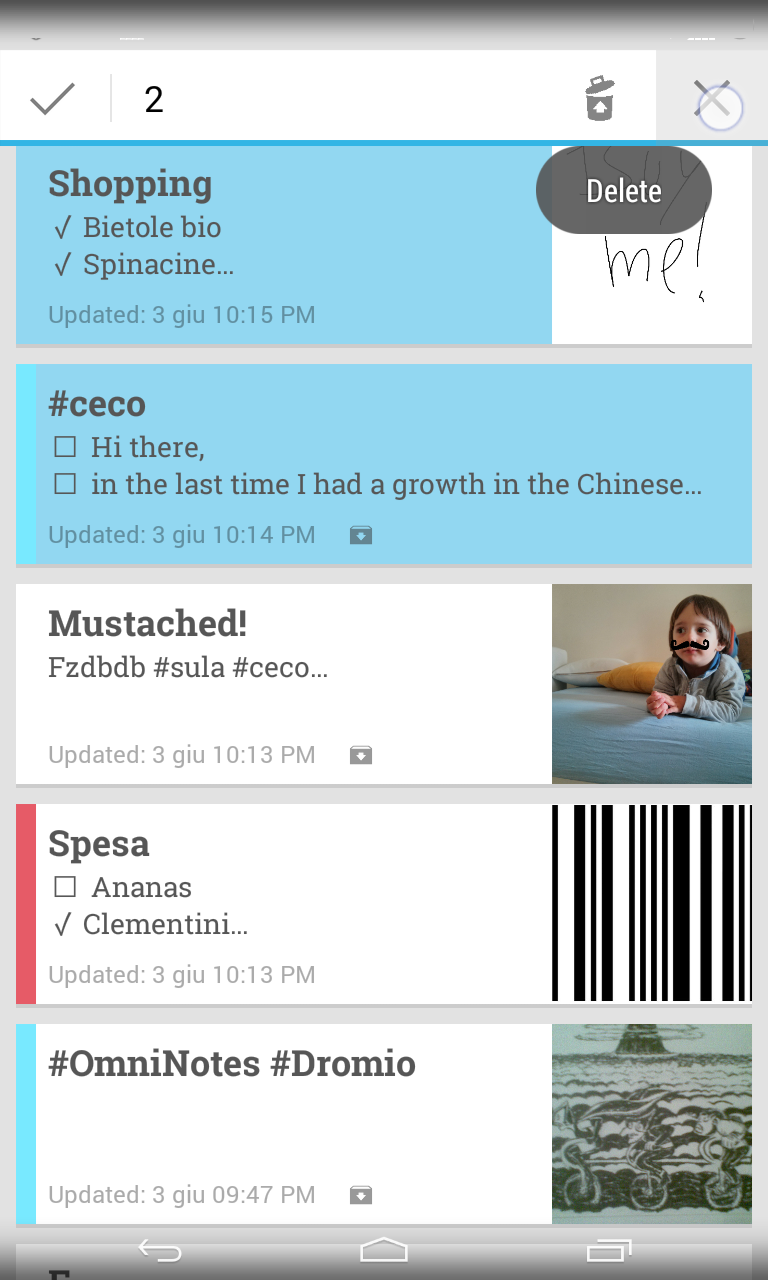 2
Delete
Shopping
√ Bietole bio
√ Spinacine...
Updated: 3 giu 10:15 PM
me!
#ceco
☐ Hi there,
☐ in the last time I had a growth in the Chinese...
Updated: 3 giu 10:14 PM
Mustached!
Fzdbdb #sula #ceco...
Updated: 3 giu 10:13 PM
Spesa
☐ Ananas
√ Clementini...
Updated: 3 giu 10:13 PM
#OmniNotes #Dromio
Updated: 3 giu 09:47 PM